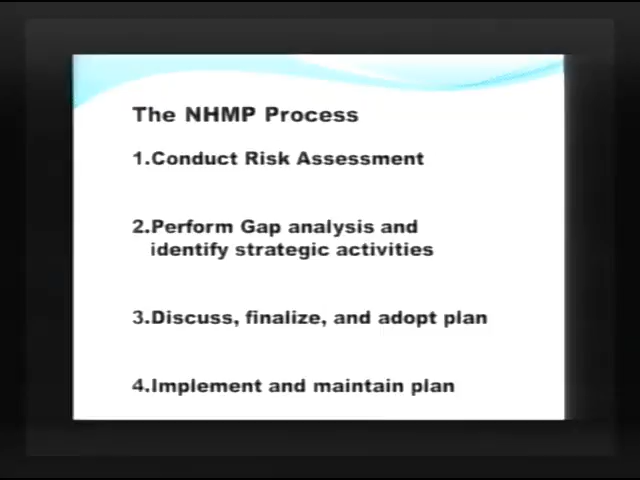 The NHMP Process
1.Conduct Risk Assessment
2.Perform Gap analysis and
identify strategic activities
3.Discuss, finalize, and adopt plan
4.Implement and maintain plan